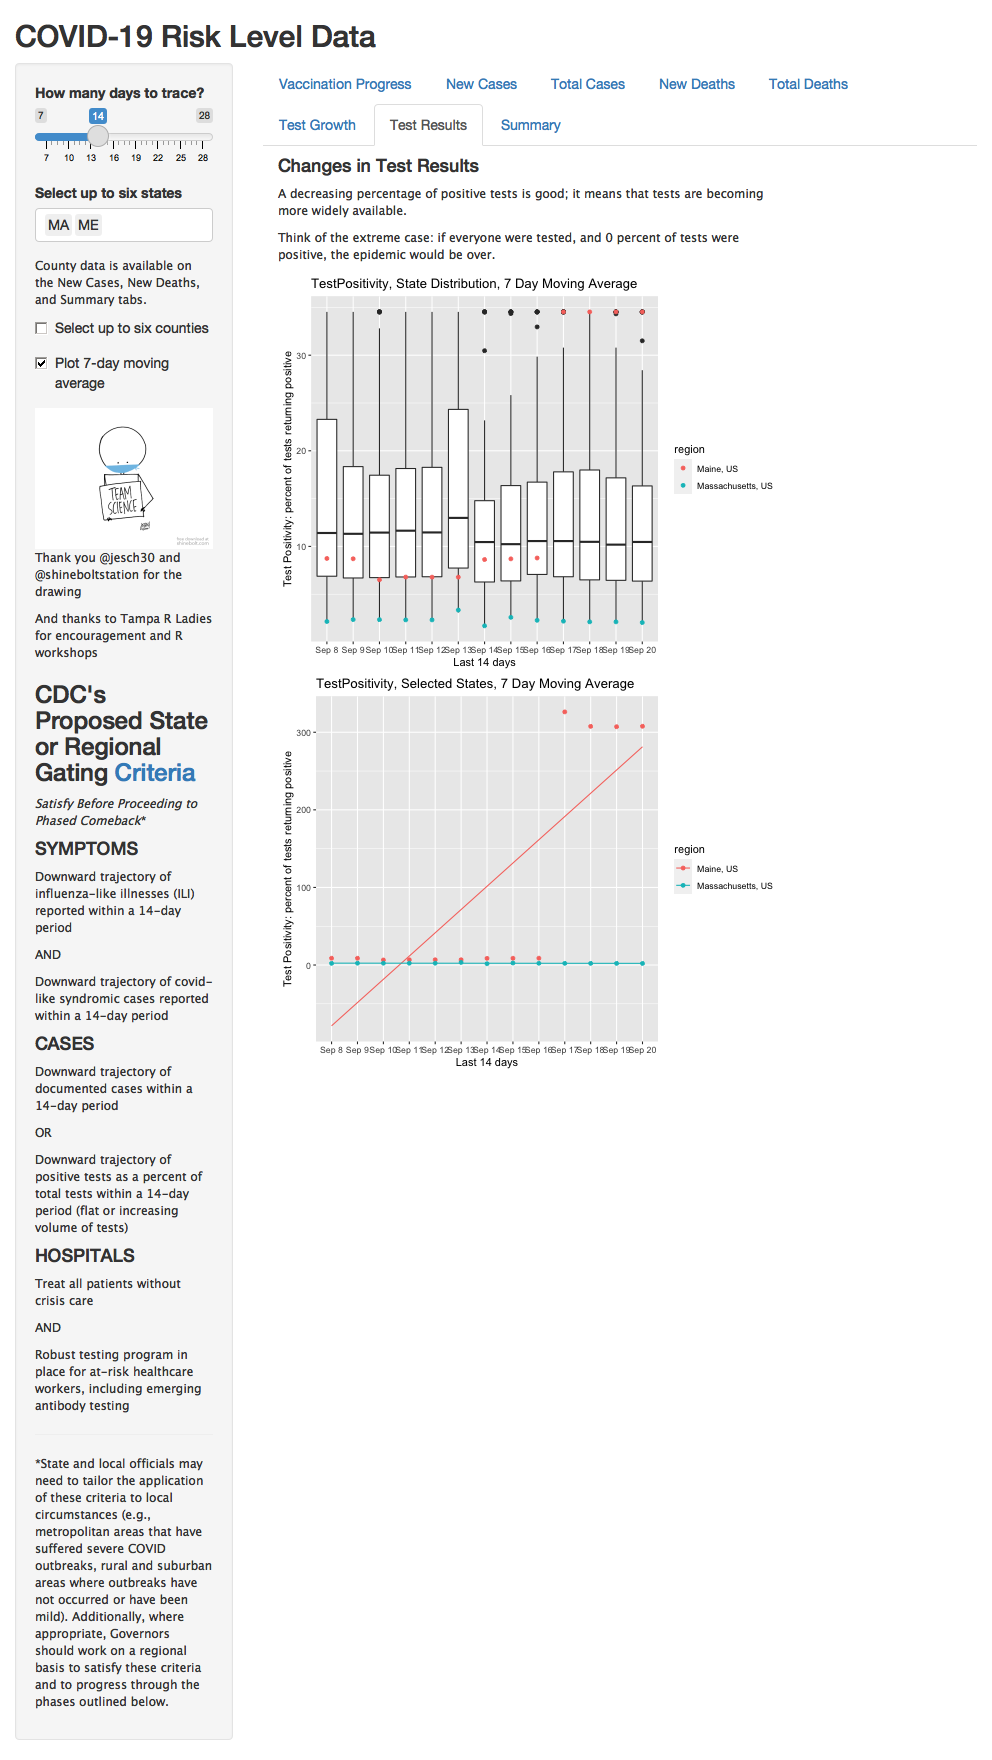 COVID-19 Risk Level Data
How many days to trace?
7 14 28
7 10 13 16 19 22 25 28
Select up to six states
MA ME
County data is available on
the New Cases, New Deaths,
and Summary tabs.
Select up to six counties
Plot 7-day moving
average
TEAM
SCIENCE
Thank you @jesch30 and
@shineboltstation for the
drawing
And thanks to Tampa R Ladies
for encouragement and R
workshops
CDC's
Proposed State
or Regional
Gating Criteria
Satisfy Before Proceeding to
Phased Comeback*
SYMPTOMS
Downward trajectory of
influenza-like illnesses (ILI)
reported within a 14-day
period
AND
Downward trajectory of covid-
like syndromic cases reported
within a 14-day period
CASES
Downward trajectory of
documented cases within a
14-day period
OR
Downward trajectory of
positive tests as a percent of
total tests within a 14-day
period (flat or increasing
volume of tests)
HOSPITALS
Treat all patients without
crisis care
AND
Robust testing program in
place for at-risk healthcare
workers, including emerging
antibody testing
*State and local officials may
need to tailor the application
of these criteria to local
circumstances (e.g.,
metropolitan areas that have
suffered severe COVID
outbreaks, rural and suburban
areas where outbreaks have
not occurred or have been
mild). Additionally, where
appropriate, Governors
should work on a regional
basis to satisfy these criteria
and to progress through the
phases outlined below.
Vaccination Progress New Cases Total Cases New Deaths Total Deaths
Test Growth Test Results Summary
Changes in Test Results
A decreasing percentage of positive tests is good; it means that tests are becoming
more widely available.
Think of the extreme case: if everyone were tested, and 0 percent of tests were
positive, the epidemic would be over.
TestPositivity, State Distribution, 7 Day Moving Average
Test Positivity: percent of tests returning positive
30
20
10
Sep 8 Sep 9 Sep 10 Sep 11 Sep 12 Sep 13 Sep 14 Sep 15 Sep 16 Sep 17 Sep 18 Sep 19 Sep 20
Last 14 days
region
Maine, US
Massachusetts, US
TestPositivity, Selected States, 7 Day Moving Average
Test Positivity: percent of tests returning positive
300
200
100
0
Sep 8 Sep 9 Sep 10 Sep 11 Sep 12 Sep 13 Sep 14 Sep 15 Sep 16 Sep 17 Sep 18 Sep 19 Sep 20
Last 14 days
region
Maine, US
Massachusetts, US